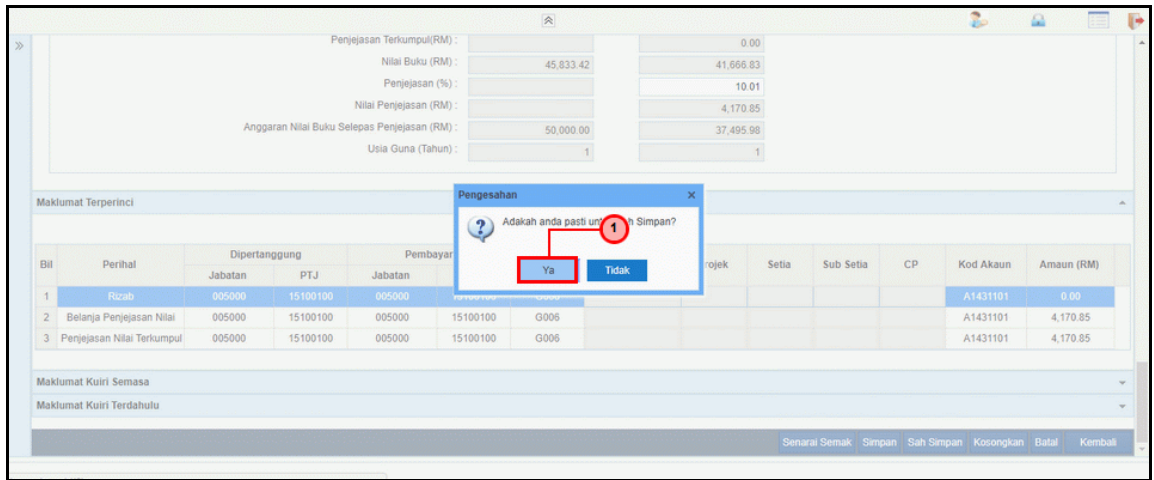 Penjejasan Terkumpul(RM) : 0.00
Nilai Buku (RM) : 45,833.42 41,666.83
Penjejasan (%) : 10.01
Nilai Penjejasan (RM) : 4,170.85
Anggaran Nilai Buku Selepas Penjejasan (RM) : 50,000.00 37,495.98
Usia Guna (Tahun) : 1 1
Maklumat Terperinci
Pengesahan x
Adakah anda pasti Simpan?
1
Ya Tidak
Bil Perihal Dipertanggung Setia Sub Setia CP Kod Akaun Amaun (RM)
Jabatan PTJ Jabatan
1 Rizab 005000 15100100 005000 A1431101 0.00
2 Belanja Penjejasan Nilai 005000 15100100 005000 15100100 G006 A1431101 4,170.85
3 Penjejasan Nilai Terkumpul 005000 15100100 005000 15100100 G006 A1431101 4,170.85
Maklumat Kuiri Semasa
Maklumat Kuiri Terdahulu
Senarai Semak Simpan Sah Simpan Kosongkan Batal Kembali